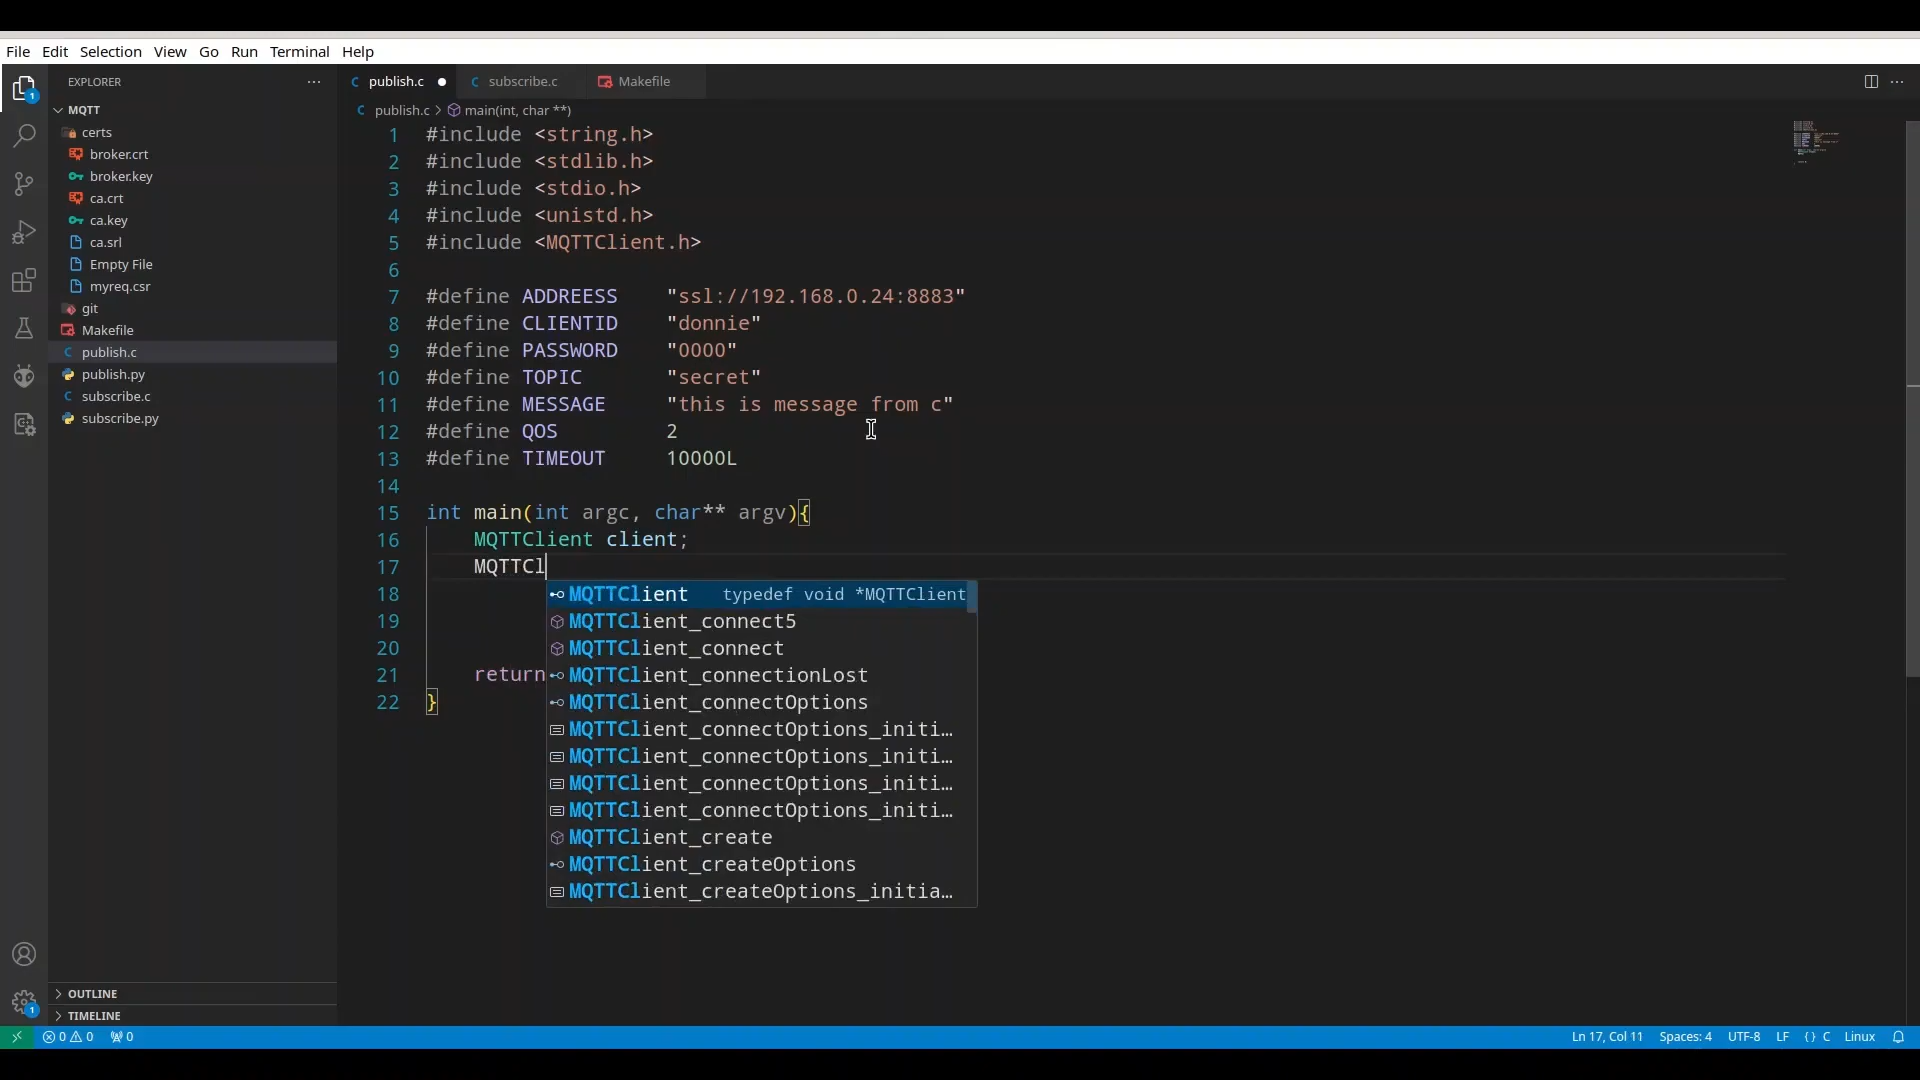 File Edit Selection View Go Run Terminal Help
EXPLORER
MQTT
certs
broker.crt
broker.key
ca.crt
ca.key
ca.srl
Empty File
myreq.csr
git
Makefile
publish.c
publish.py
subscribe.c
subscribe.py
OUTLINE
TIMELINE
publish.c subscribe.c Makefile
publish.c > main(int, char **)
1 #include <string.h>
2 #include <stdlib.h>
3 #include <stdio.h>
4 #include <unistd.h>
5 #include <MQTTClient.h>
6
7 #define ADDREESS "ssl://192.168.0.24:8883"
8 #define CLIENTID "donnie"
9 #define PASSWORD "0000"
10 #define TOPIC "secret"
11 #define MESSAGE "this is message from c"
12 #define QOS 2
13 #define TIMEOUT 10000L
14
15 int main(int argc, char** argv){
16 MQTTClient client;
17 MQTTCl
18
19
20
21 return
22 }
MQTTClient typedef void *MQTTClient
MQTTClient_connect5
MQTTClient_connect
MQTTClient_connectionLost
MQTTClient_connectOptions
MQTTClient_connectOptions_initi…
MQTTClient_connectOptions_initi…
MQTTClient_connectOptions_initi…
MQTTClient_connectOptions_initi…
MQTTClient_create
MQTTClient_createOptions
MQTTClient_createOptions_initia…
1
1
0 0 0 Ln 17, Col 11 Spaces: 4 UTF-8 LF {} C Linux